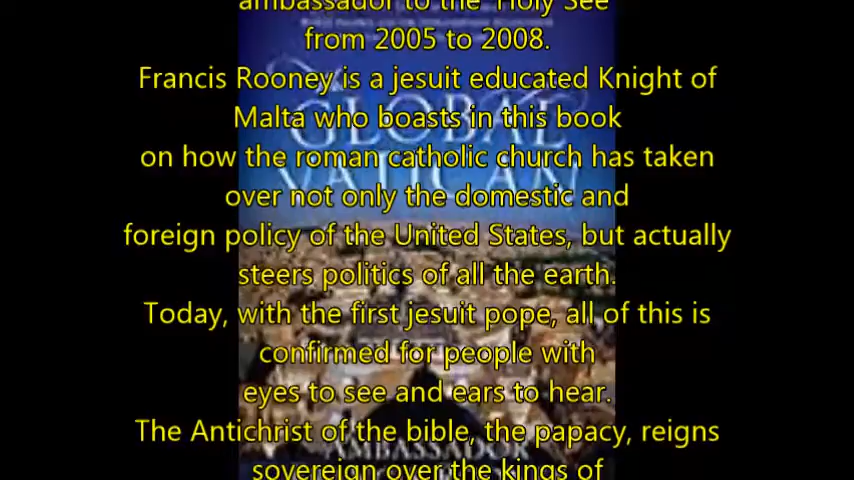 ambassador to the Holy See
from 2005 to 2008.
Francis Rooney is a jesuit educated Knight of
Malta who boasts in this book
on how the roman catholic church has taken
over not only the domestic and
foreign policy of the United States, but actually
steers politics of all the earth.
Today, with the first jesuit pope, all of this is
confirmed for people with
eyes to see and ears to hear.
The Antichrist of the bible, the papacy, reigns
sovereign over the kings of
The
GLOBAL
VATICAN
AMBASSADOR